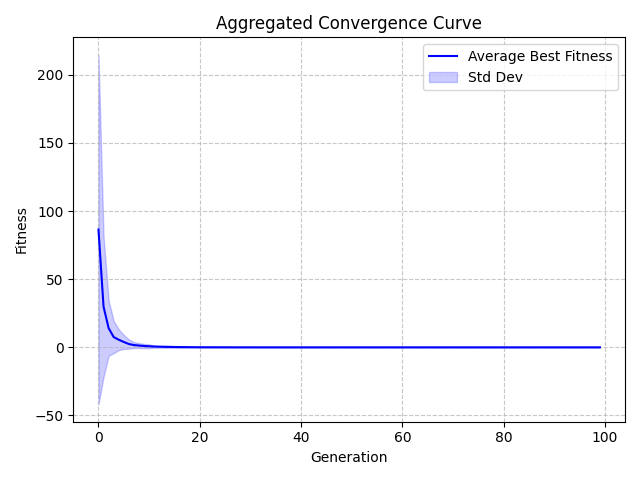 Aggregated Convergence Curve
Average Best Fitness
Std Dev
Fitness
200
150
100
50
0
−50
0 20 40 60 80 100
Generation